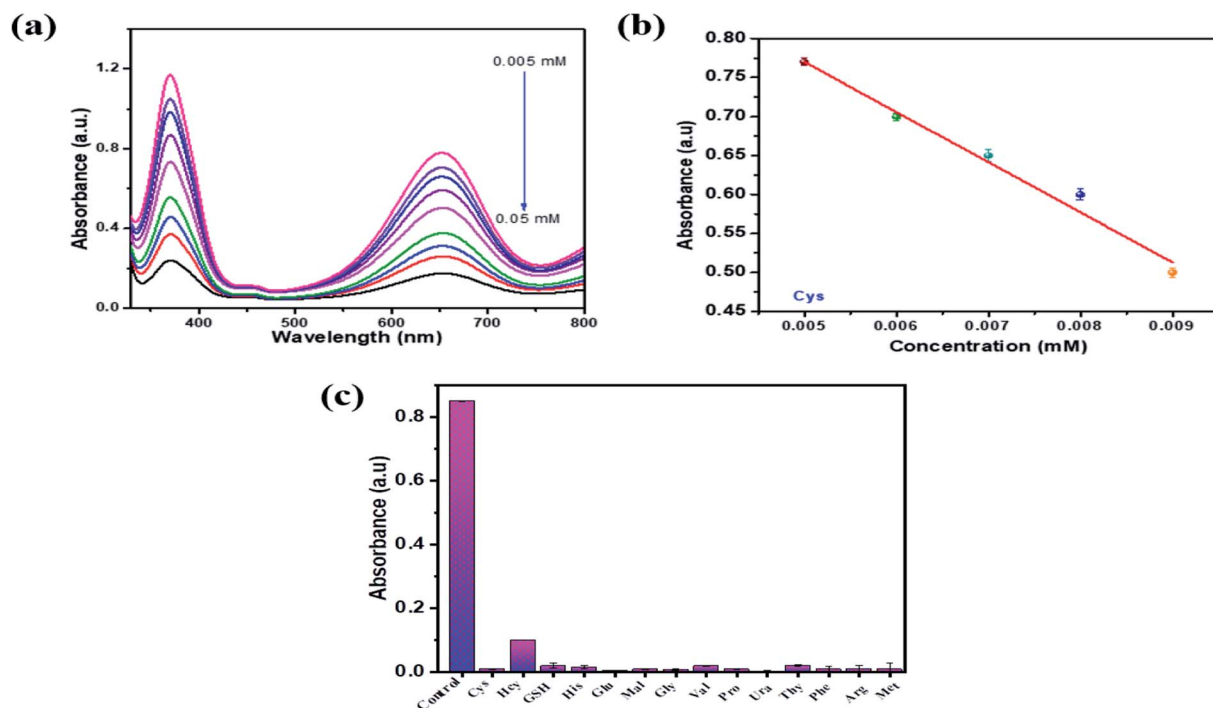 (a)
Absorbance (a.u.)
1.2
0.8
0.4
0.0
0.005 mM
0.05 mM
400 500 600 700 800
Wavelength (nm)
(b)
Absorbance (a.u)
0.80
0.75
0.70
0.65
0.60
0.55
0.50
0.45
Cys
0.005 0.006 0.007 0.008 0.009
Concentration (mM)
(c)
Absorbance (a.u)
0.8
0.6
0.4
0.2
0.0
Control Cys Hcy GSH His Glu Mal Gly Val Pro Ura Thy Phe Arg Met